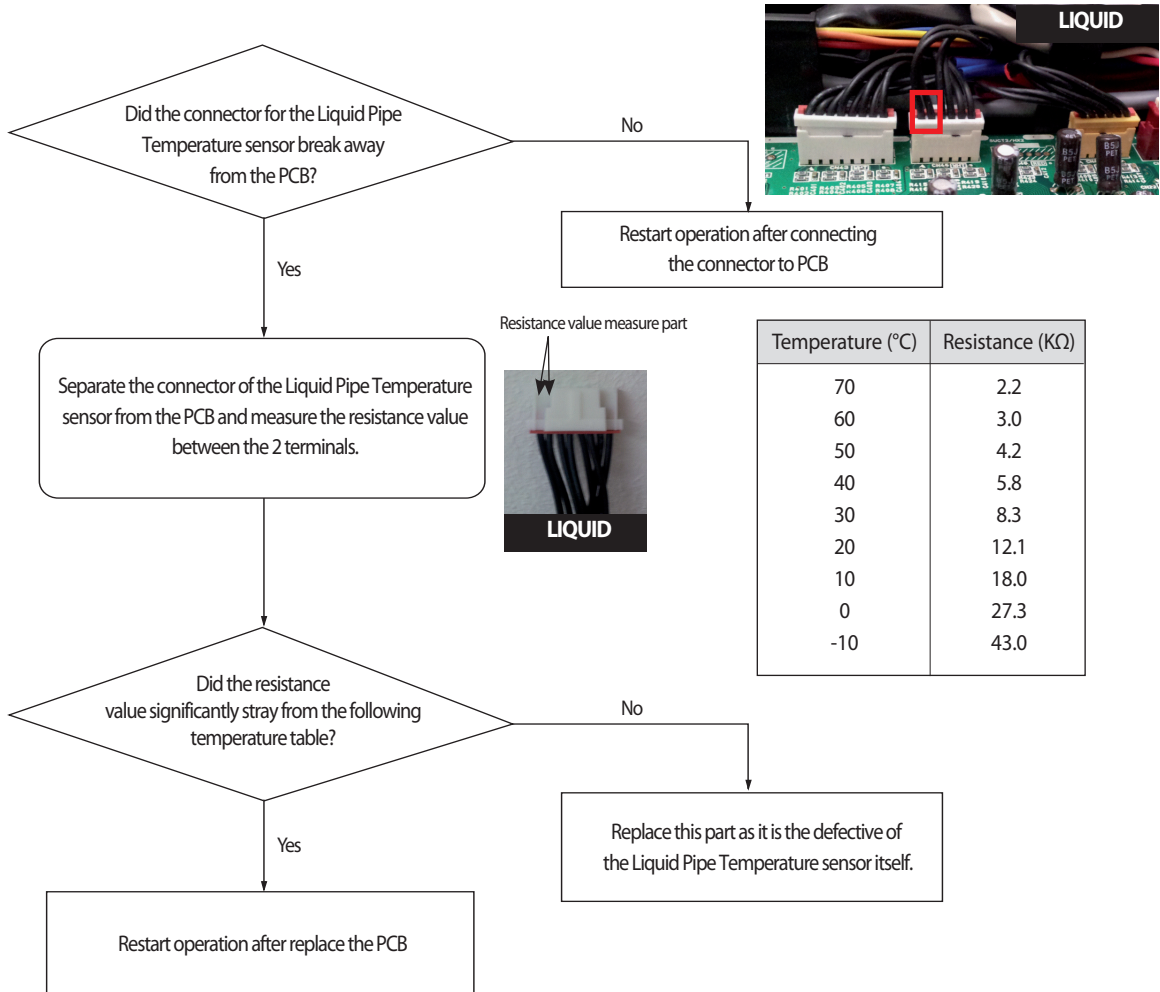 LIQUID
Did the connector for the Liquid Pipe
Temperature sensor break away
from the PCB?
No
Restart operation after connecting
the connector to PCB
Yes
Resistance value measure part
Separate the connector of the Liquid Pipe Temperature
sensor from the PCB and measure the resistance value
between the 2 terminals.
LIQUID
Temperature (°C) Resistance (KΩ)
70 2.2
60 3.0
50 4.2
40 5.8
30 8.3
20 12.1
10 18.0
0 27.3
-10 43.0
Did the resistance
value significantly stray from the following
temperature table?
No
Replace this part as it is the defective of
the Liquid Pipe Temperature sensor itself.
Yes
Restart operation after replace the PCB